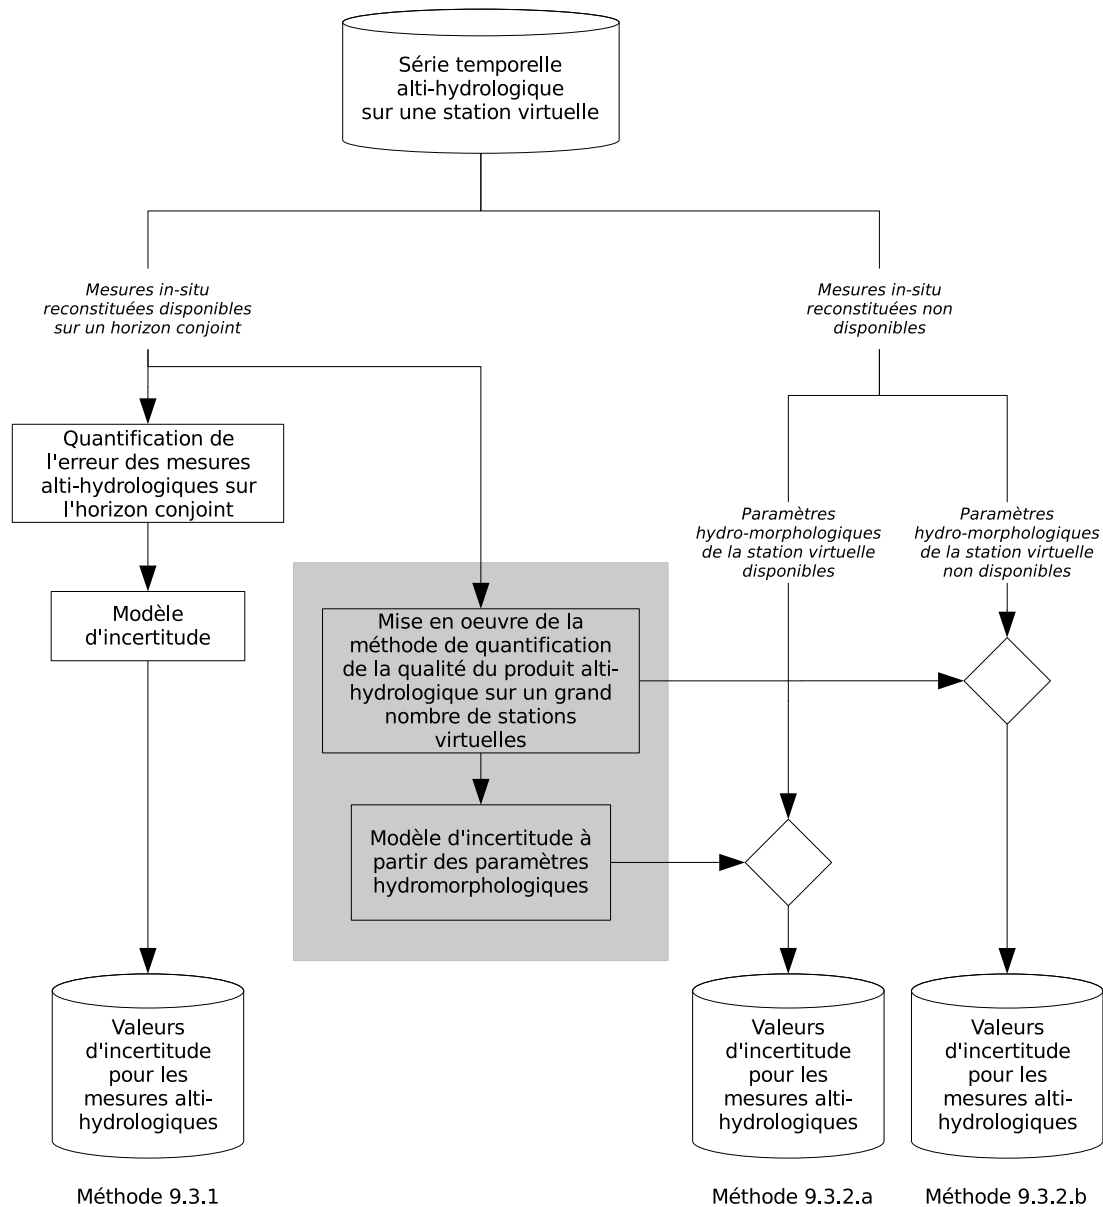 Série temporelle
alti-hydrologique
sur une station virtuelle
Mesures in-situ
reconstituées disponibles
sur un horizon conjoint
Mesures in-situ
reconstituées non
disponibles
Quantification de
l'erreur des mesures
alti-hydrologiques sur
l'horizon conjoint
Paramètres
hydro-morphologiques
de la station virtuelle
disponibles
Paramètres
hydro-morphologiques
de la station virtuelle
non disponibles
Modèle
d'incertitude
Mise en oeuvre de la
méthode de quantification
de la qualité du produit alti-
hydrologique sur un grand
nombre de stations
virtuelles
Modèle d'incertitude à
partir des paramètres
hydromorphologiques
Valeurs
d'incertitude
pour les
mesures alti-
hydrologiques
Valeurs
d'incertitude
pour les
mesures alti-
hydrologiques
Valeurs
d'incertitude
pour les
mesures alti-
hydrologiques
Méthode 9.3.1
Méthode 9.3.2.a
Méthode 9.3.2.b